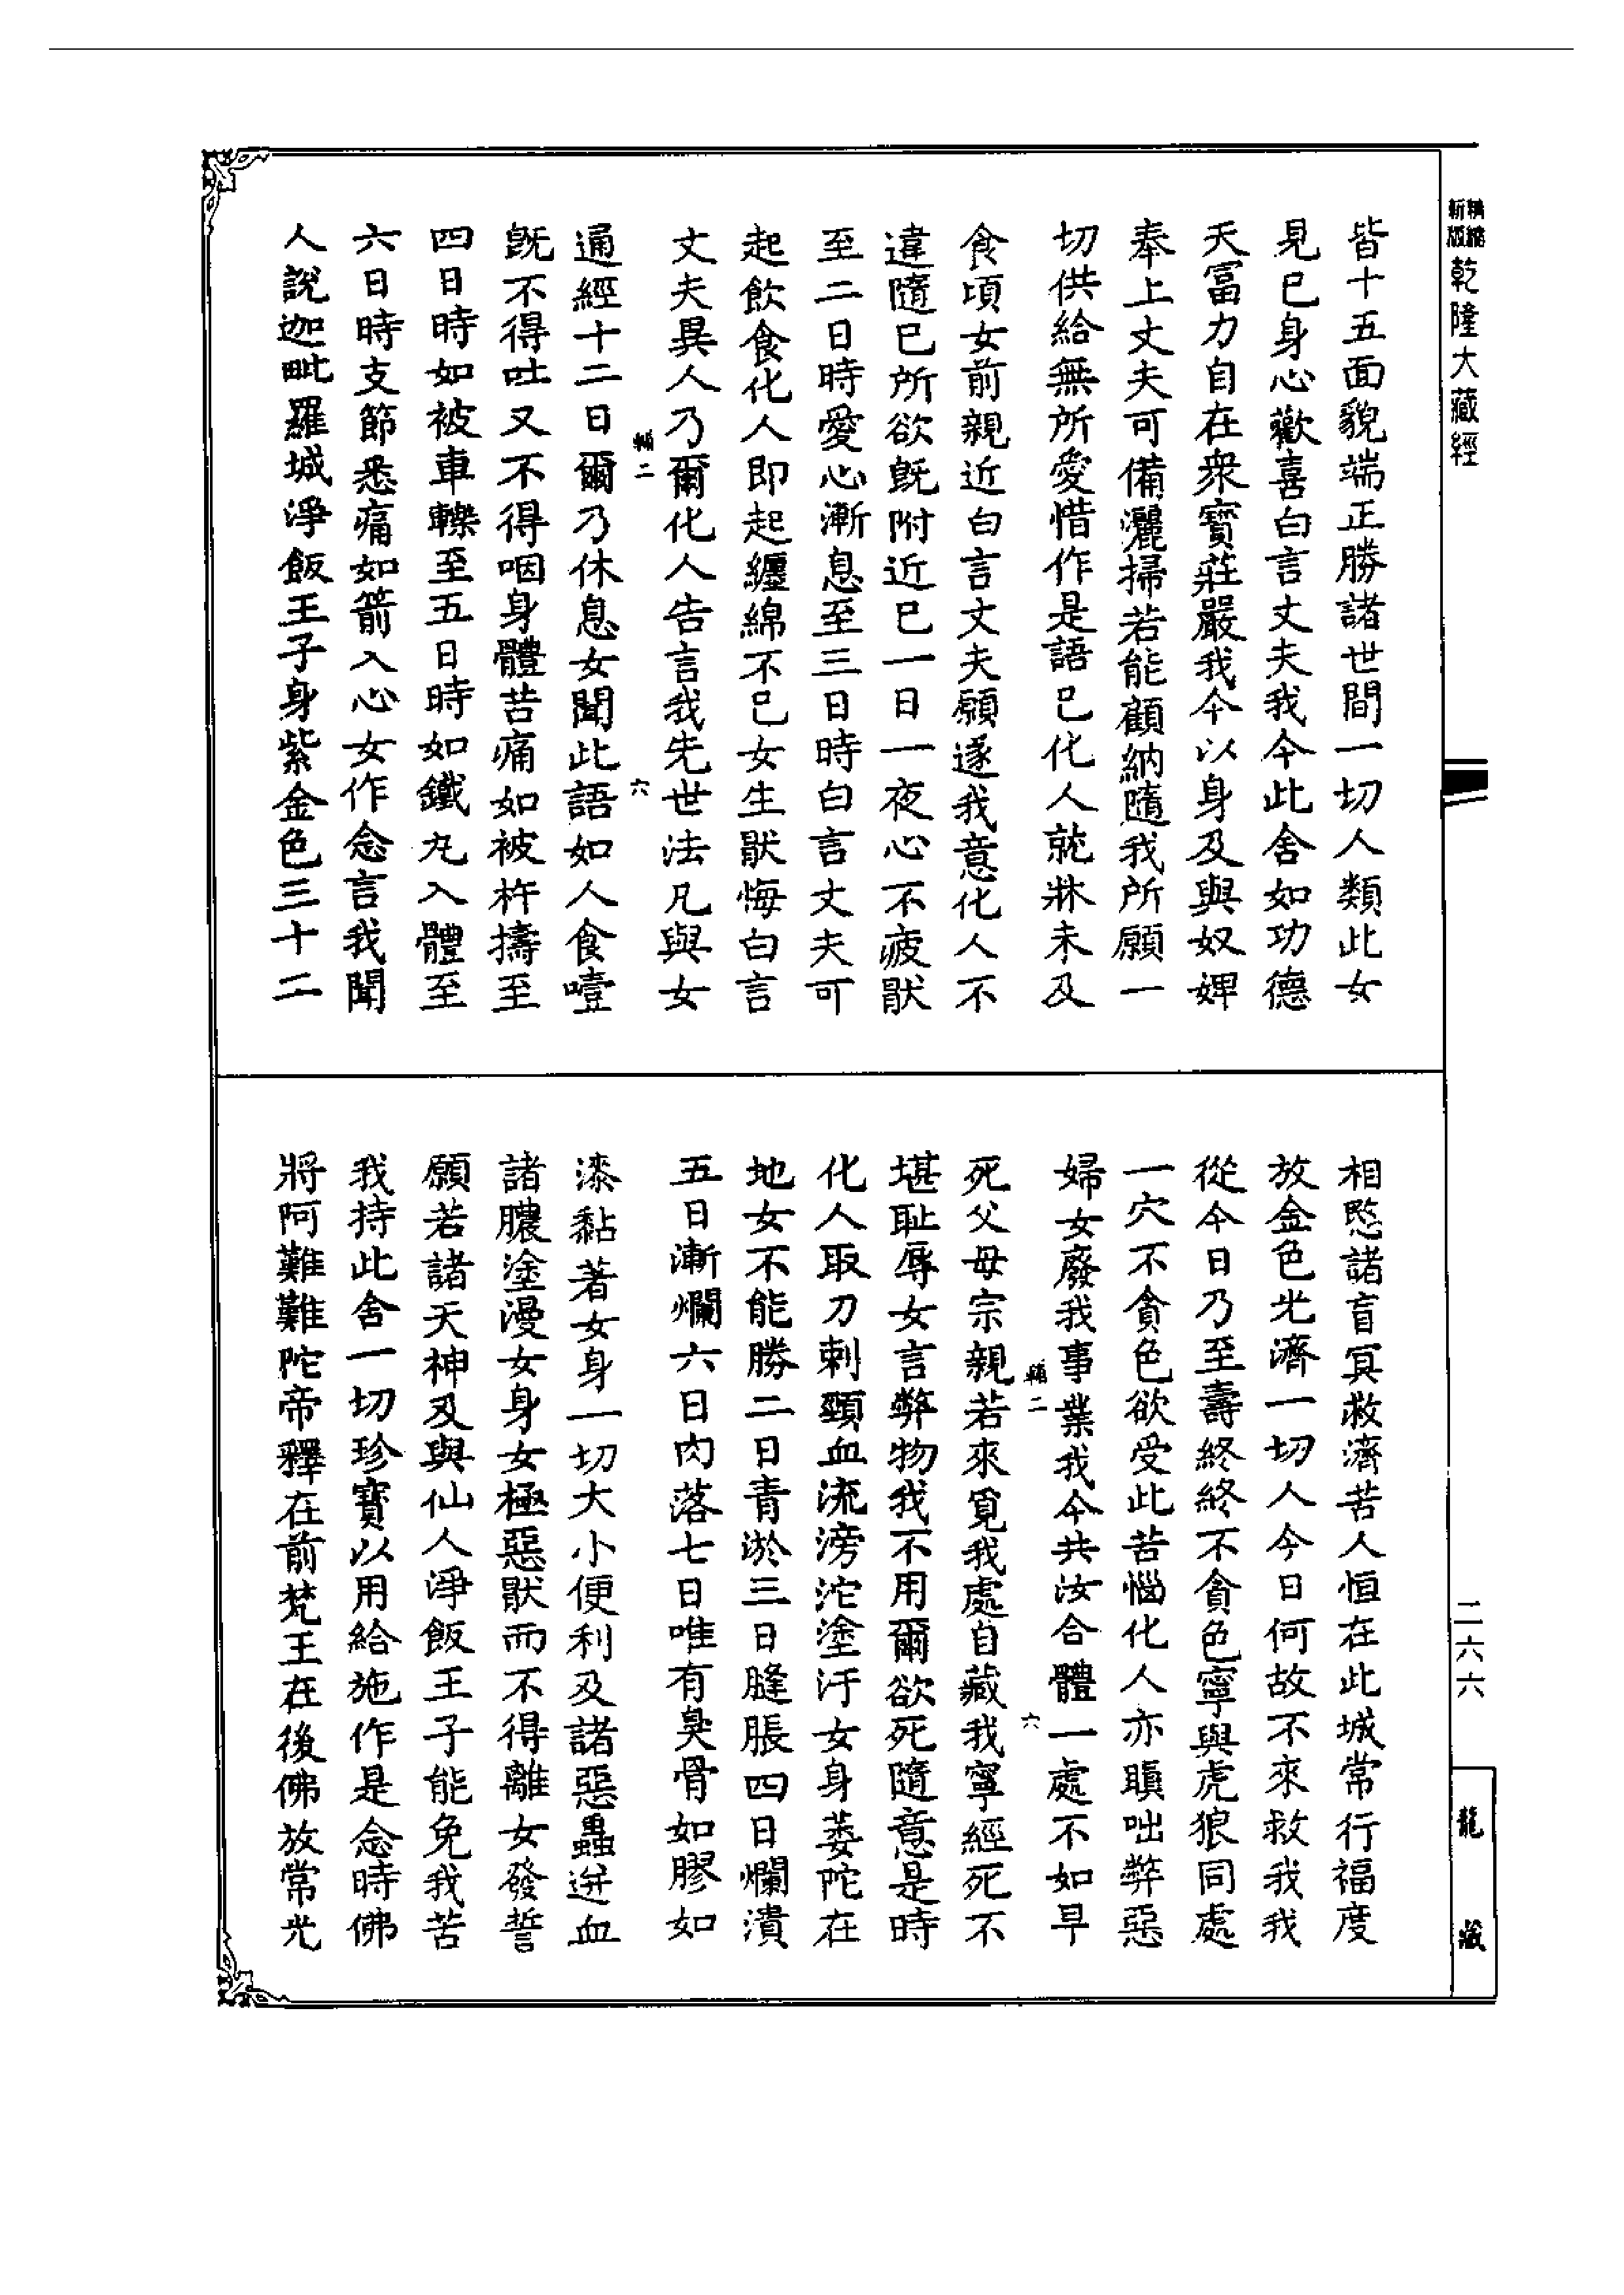 精縮
新版
乾隆大藏經
皆十五面貌端正勝諸世間一切人類此女
見已身心歡喜白言丈夫我今此舍如功德
天富力自在衆寶莊嚴我今以身及與奴婢
奉上丈夫可備灑掃若能顧納隨我所願一
切供給無所愛惜作是語已化人就牀未及
食頃女前親近白言丈夫願遂我意化人不
違隨已所欲旣附近已一日一夜心不疲猒
至二日時愛心漸息至三日時白言丈夫可
起飲食化人即起纏綿不已女生猒悔白言
丈夫異人乃爾化人告言我先世法凡與女
輔二 六
通經十二日爾乃休息女聞此語如人食噎
旣不得吐又不得咽身體苦痛如被杵擣至
四日時如被車轢至五日時如鐵丸入體至
六日時支節悉痛如箭入心女作念言我聞
人說迦毗羅城淨飯王子身紫金色三十二
相愍諸盲冥救濟苦人恒在此城常行福度
放金色光濟一切人今日何故不來救我我
從今日乃至壽終終不貪色寧與虎狼同處
一穴不貪色欲受此苦惱化人亦瞋咄弊惡
婦女廢我事業我今共汝合體一處不如早
輔二 六
死父母宗親若來覓我處自藏我寧經死不
堪耻辱女言弊物我不用爾欲死隨意是時
化人取刀刺頸血流滂沱塗汙女身萎陀在
地女不能勝二日青淤三日膖脹四日爛潰
五日漸爛六日肉落七日唯有臭骨如膠如
漆黏著女身一切大小便利及諸惡蟲迸血
諸膿塗漫女身女極惡猒而不得離女發誓
願若諸天神及與仙人淨飯王子能免我苦
我持此舍一切珍寶以用給施作是念時佛
將阿難難陀帝釋在前梵王在後佛放常光
二六六
龍藏